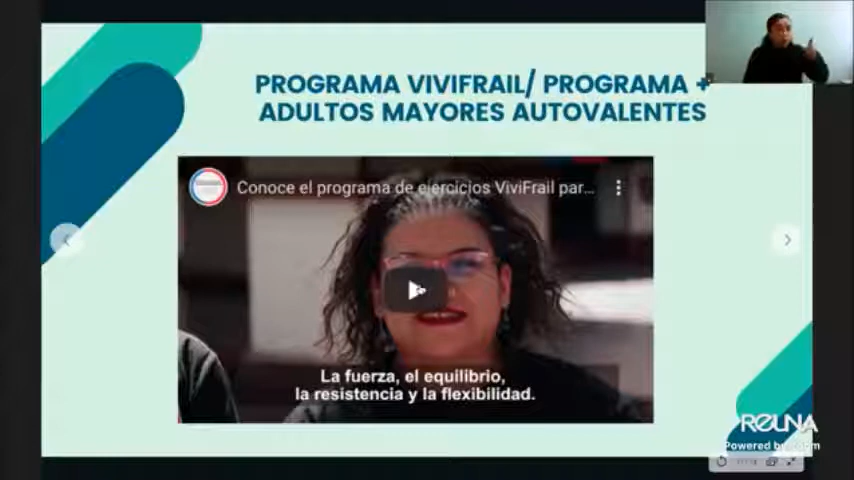 PROGRAMA VIVIFRAIL/ PROGRAMA +
ADULTOS MAYORES AUTOVALENTES
Conoce el programa de ejercicios ViviFrail par...
La fuerza, el equilibrio,
la resistencia y la flexibilidad.
REUNA
Powered by zoom